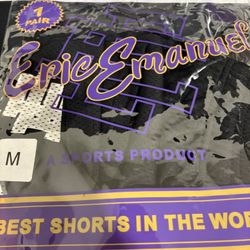 1
PAIR
Eric Emanuel
M
A SPORTS PRODUCT
BEST SHORTS IN THE WOR